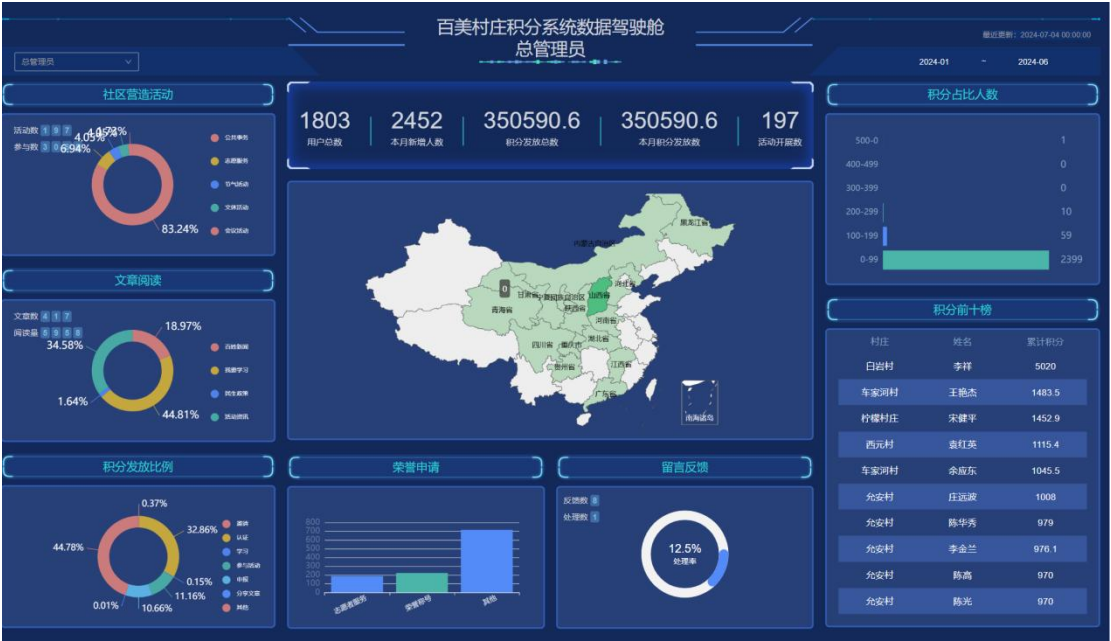 百美村庄积分系统数据驾驶舱
总管理员
最近更新: 2024-07-04 00:00:00
总管理员
2024-01 ~ 2024-06
社区营造活动
活动数 1 9 7
参与数
4.05%
6.94%
83.24%
公共事务
志愿服务
节气活动
文体活动
会议活动
1803
用户总数
2452
本月新增人数
350590.6
积分发放总数
350590.6
本月积分发放数
197
活动开展数
积分占比人数
500-0 1
400-499 0
300-399 0
200-299 10
100-199 59
0-99 2399
文章阅读
文章数 4 1 7
阅读量 5 9 5 8
18.97%
34.58%
1.64%
44.81%
百姓新闻
我要学习
民生政策
活动资讯
黑龙江省
内蒙古自治区
0
甘肃省
宁夏回族自治区
山西省
河北省
青海省
陕西省
河南省
四川省
重庆市
湖北省
贵州省
江西省
广东省
南海诸岛
积分前十榜
村庄 姓名 累计积分
白岩村 李祥 5020
车家河村 王艳杰 1483.5
柠檬村庄 宋健平 1452.9
西元村 袁红英 1115.4
车家河村 余应东 1045.5
允安村 庄远波 1008
允安村 陈华秀 979
允安村 李金兰 976.1
允安村 陈高 970
允安村 陈光 970
积分发放比例
0.37%
32.86%
44.78%
0.15%
11.16%
0.01%
10.66%
认证
学习
参与活动
申报
分享文章
其他
荣誉申请
800
700
600
500
400
300
200
100
0
志愿者服务
荣誉称号
其他
留言反馈
反馈数 8
处理数 1
12.5%
处理率